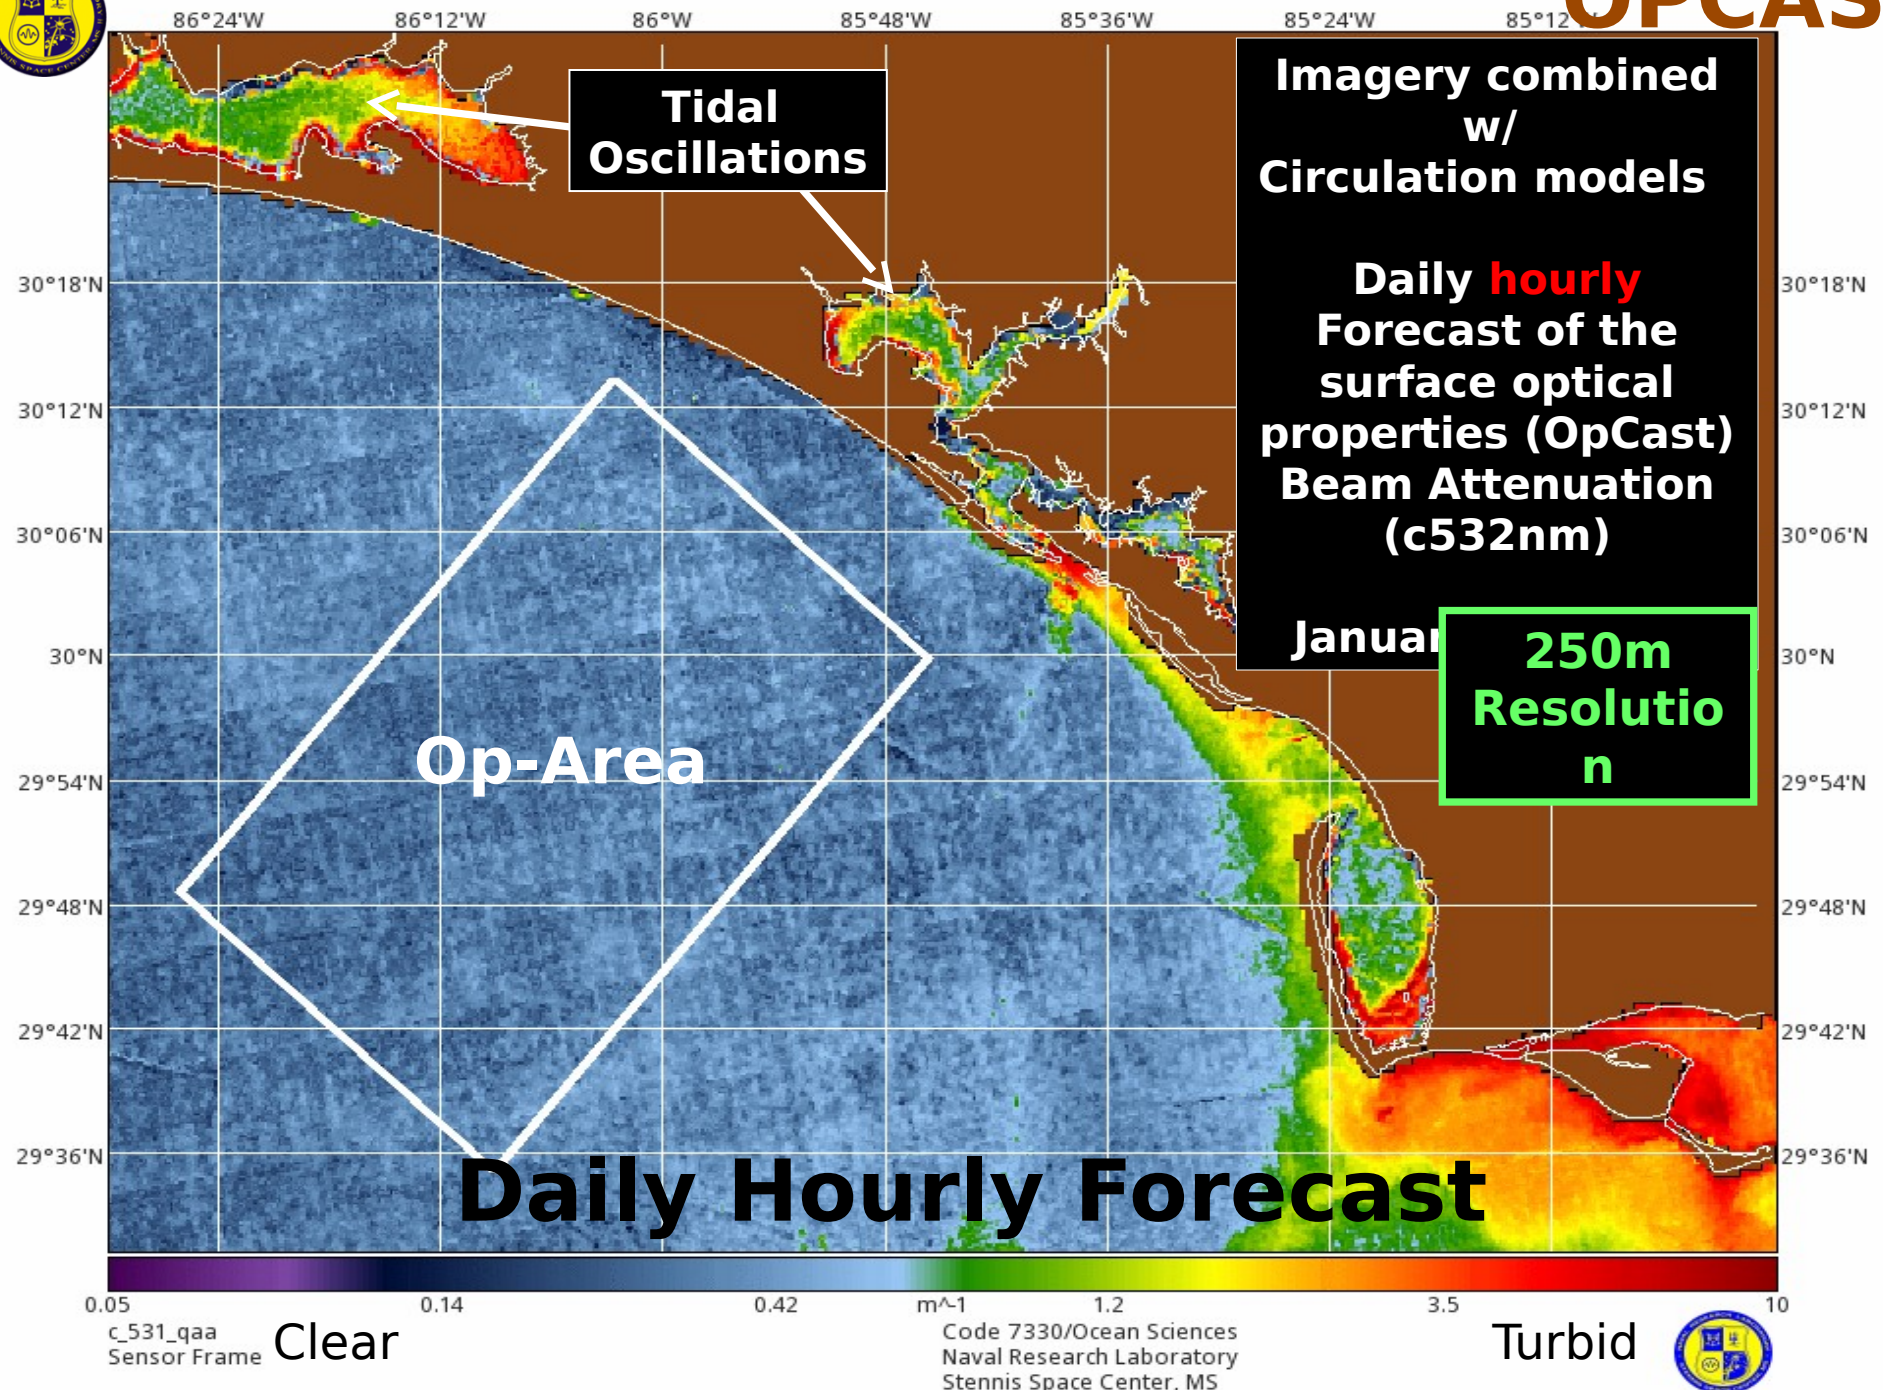 OPCAS
86°24'W 86°12'W 86°W 85°48'W 85°36'W 85°24'W 85°12'
Tidal
Oscillations
Imagery combined
w/
Circulation models
Daily hourly
Forecast of the
surface optical
properties (OpCast)
Beam Attenuation
(c532nm)
Januar
250m
Resolutio
n
30°18'N 30°18'N
30°12'N 30°12'N
30°06'N 30°06'N
30°N 30°N
29°54'N 29°54'N
29°48'N 29°48'N
29°42'N 29°42'N
29°36'N 29°36'N
Op-Area
Daily Hourly Forecast
0.05 0.14 0.42 m^-1 1.2 3.5 10
c_531_qaa
Sensor Frame
Clear
Code 7330/Ocean Sciences
Naval Research Laboratory
Stennis Space Center, MS
Turbid